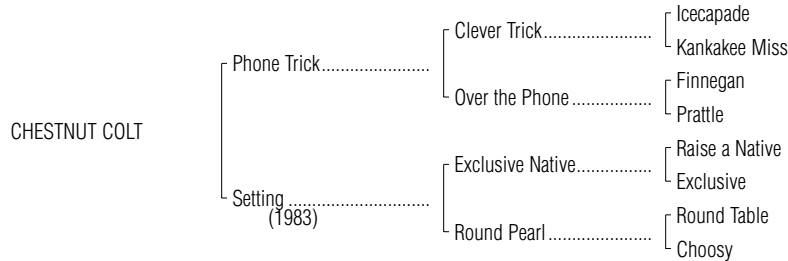 Icecapade
Clever Trick......................
Kankakee Miss
Phone Trick......................
Finnegan
Over the Phone................
Prattle
CHESTNUT COLT
Raise a Native
Exclusive Native...............
Exclusive
Setting ............................
(1983)
Round Table
Round Pearl.....................
Choosy